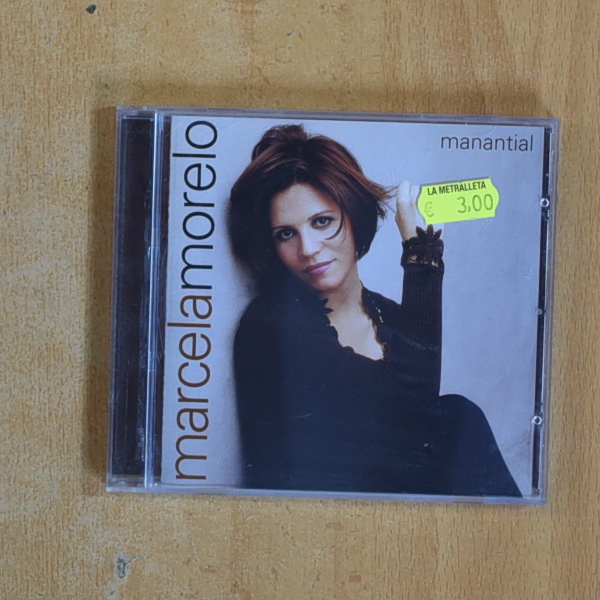 marcelamorelo
manantial
LA METRALLETA
€ 3.00